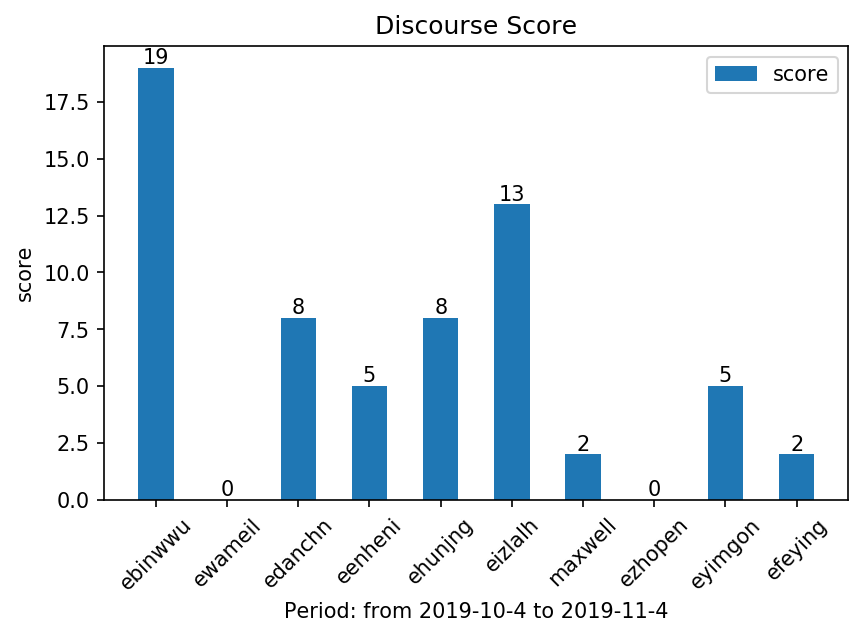 Discourse Score
19
score
17.5
15.0
13
12.5
score
10.0
8
8
7.5
5
5
5.0
2.5
2
2
0
0
0.0
ebinwwu
ewameil
edanchn
eenheni
ehunjng
eizlalh
maxwell
ezhopen
eyimgon
efeying
Period: from 2019-10-4 to 2019-11-4